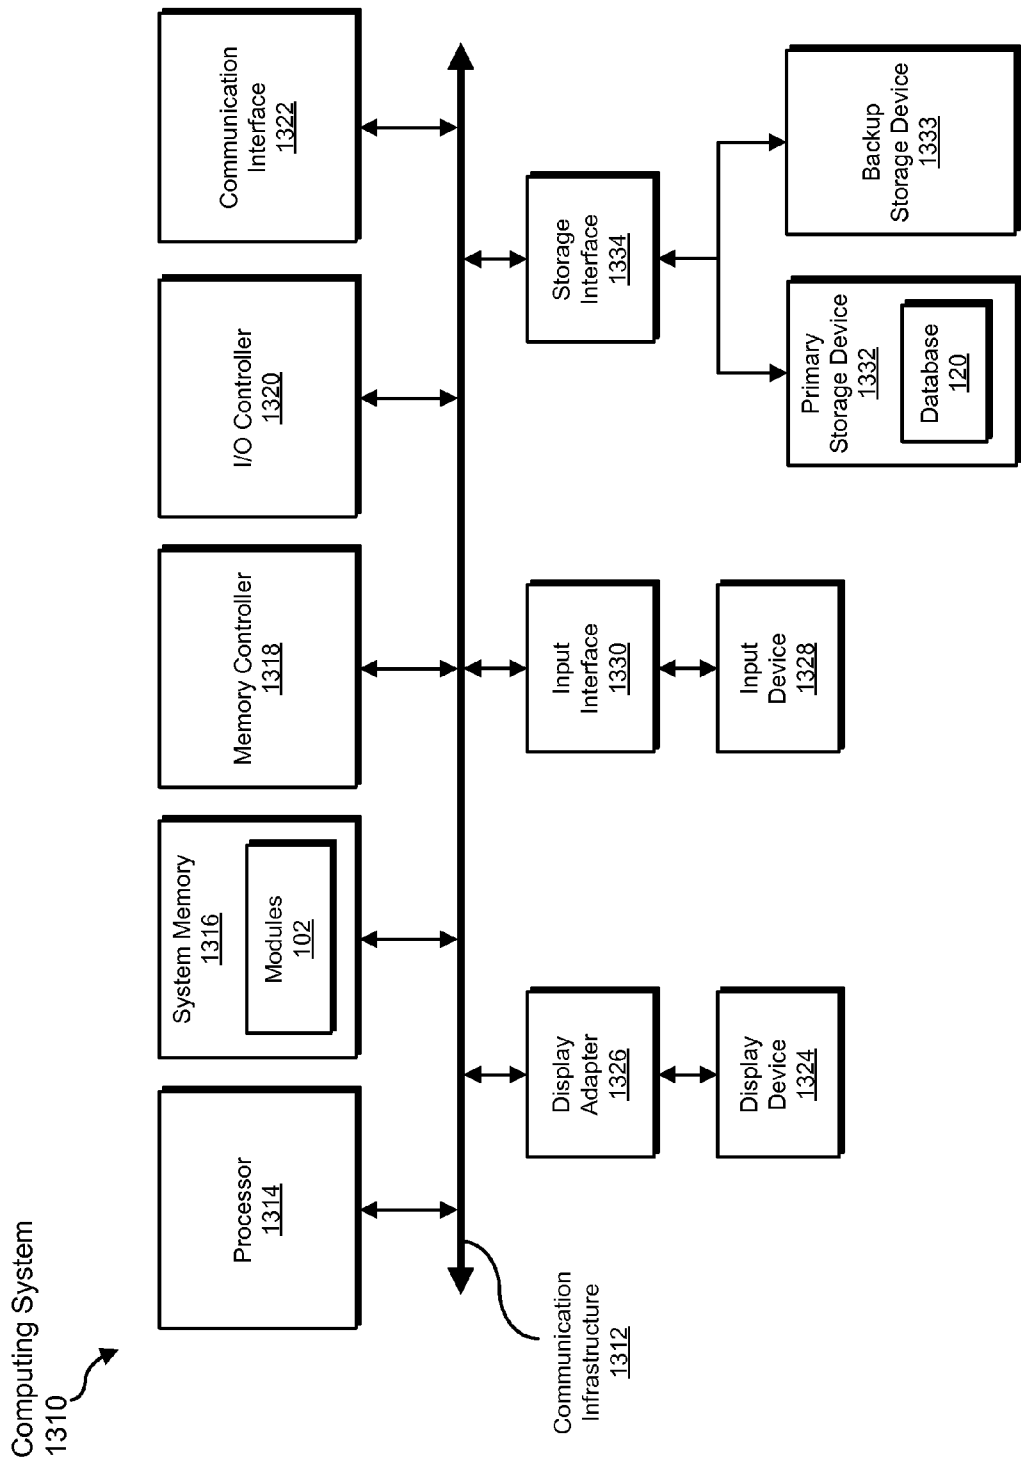 Computing System
1310
Processor
1314
System Memory
1316
Modules
102
Memory Controller
1318
I/O Controller
1320
Communication
Interface
1322
Communication
Infrastructure
1312
Display
Adapter
1326
Input
Interface
1330
Storage
Interface
1334
Display
Device
1324
Input
Device
1328
Primary
Storage Device
1332
Database
120
Backup
Storage Device
1333